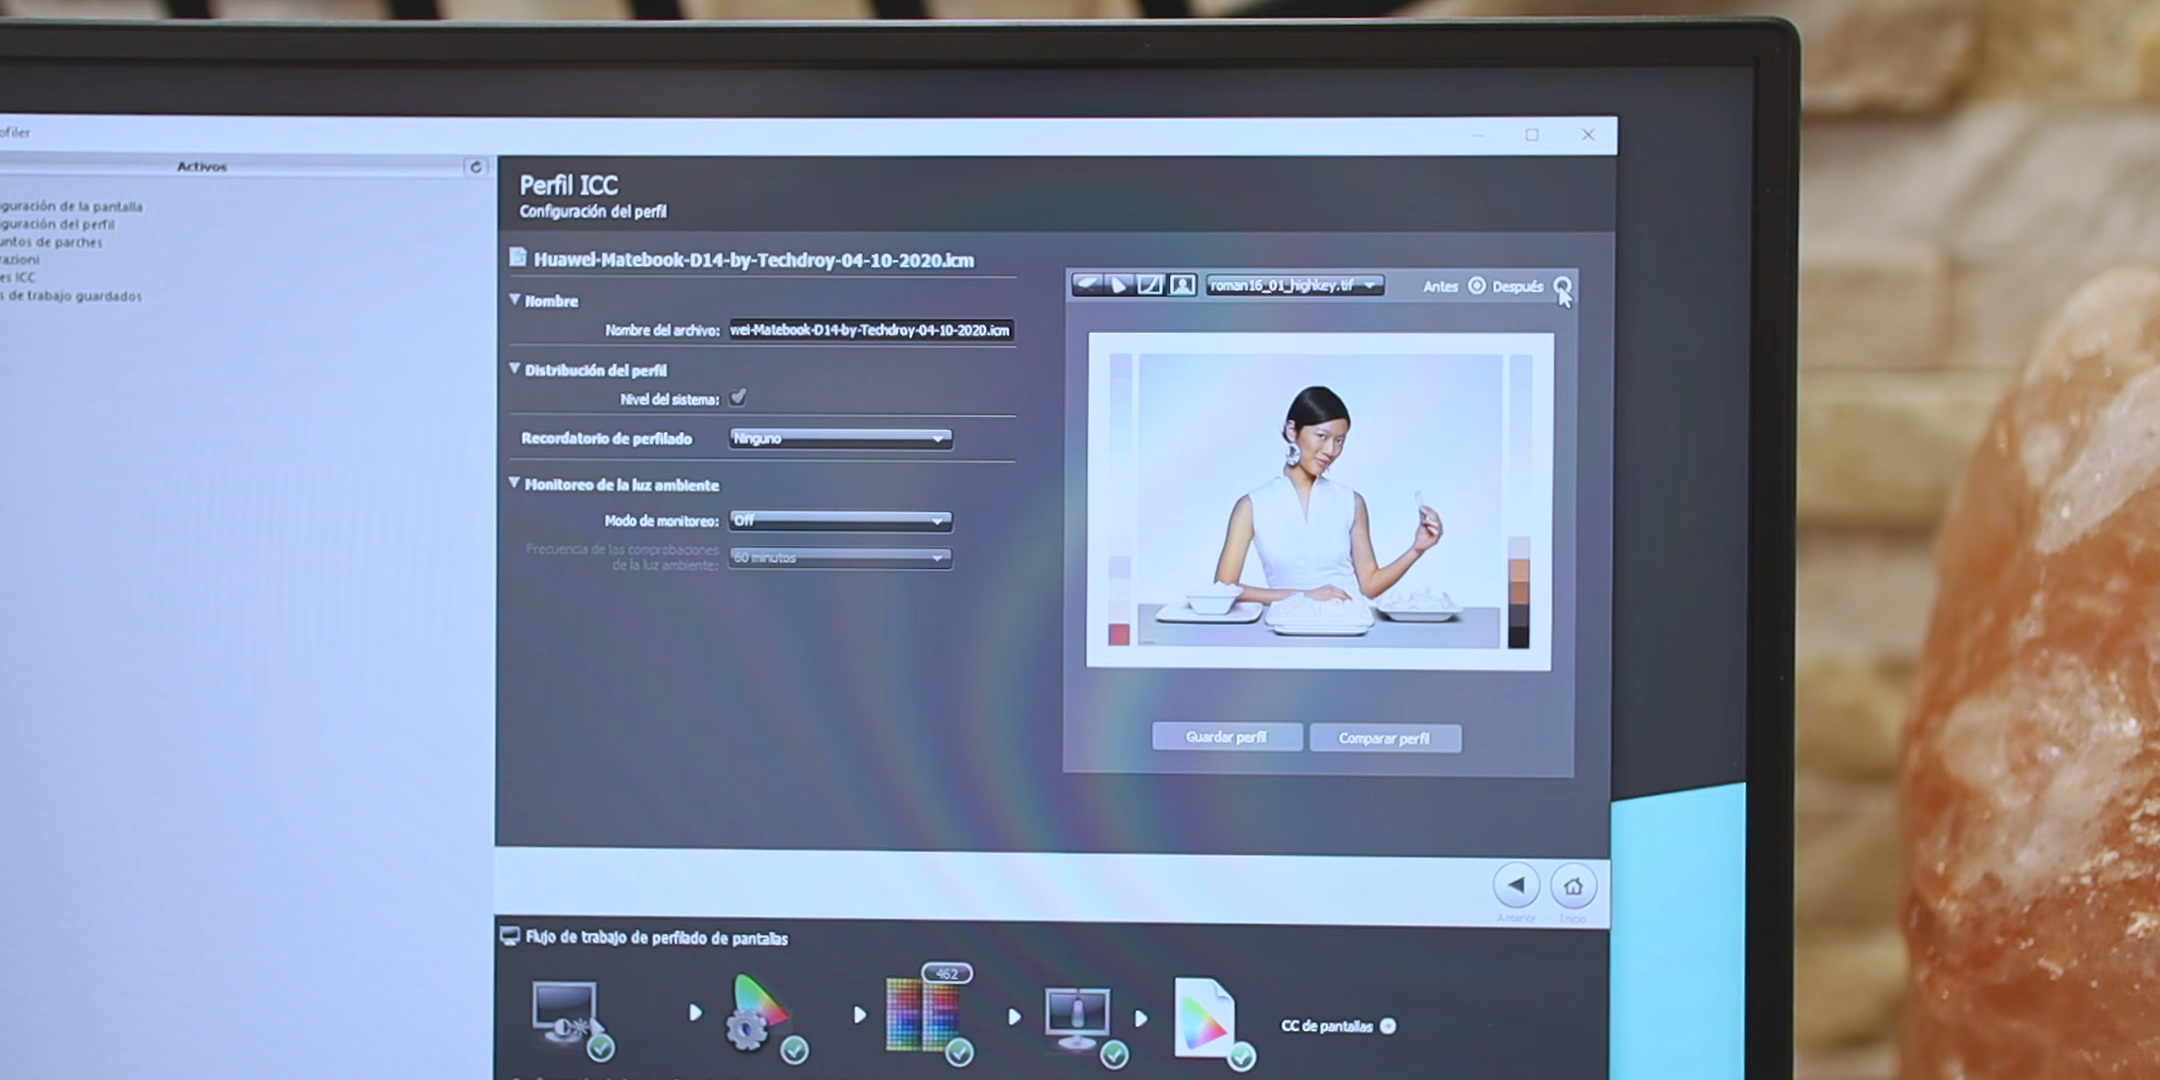 ofiler
Activos
guración de la pantalla
guración del perfil
untos de parches
razioni
es ICC
s de trabajo guardados
Perfil ICC
Configuración del perfil
Huawei-Matebook-D14-by-Techdroy-04-10-2020.icm
Nombre
Nombre del archivo: wei-Matebook-D14-by-Techdroy-04-10-2020.icm
Distribución del perfil
Nivel del sistema:
Recordatorio de perfilado Ninguno
Monitoreo de la luz ambiente
Modo de monitoreo: Off
Frecuencia de las comprobaciones
de la luz ambiente: 60 minutos
roman16_01_highkey.tif Antes Después
Guardar perfil Comparar perfil
Anterior Inicio
Flujo de trabajo de perfilado de pantallas
462
CC de pantallas